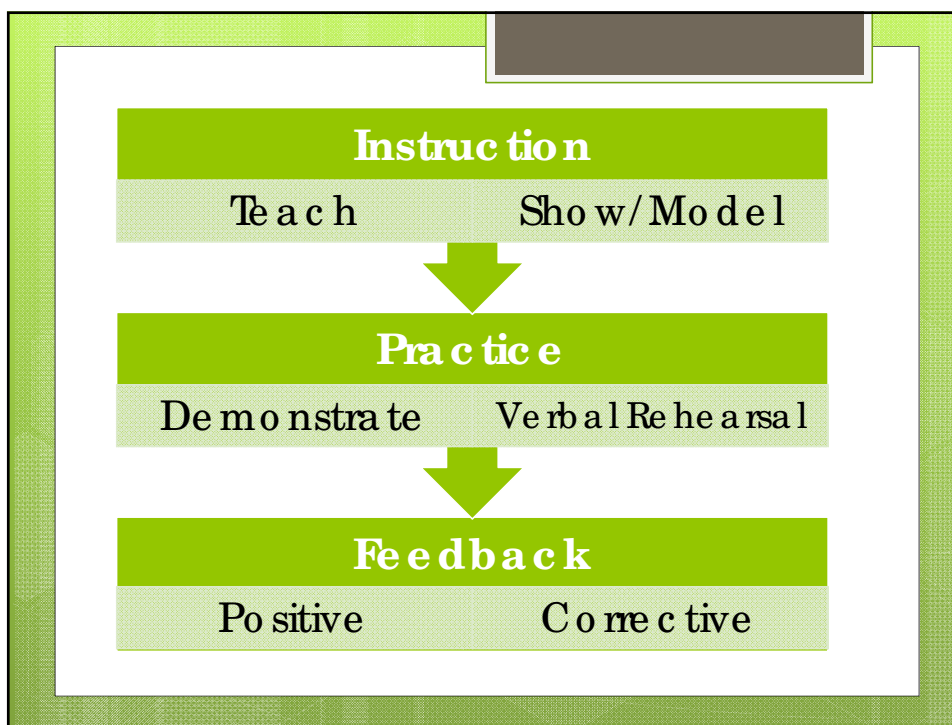 Instruction
Teach Show/Model
Practice
Demonstrate Verbal Rehearsal
Feedback
Positive Corrective